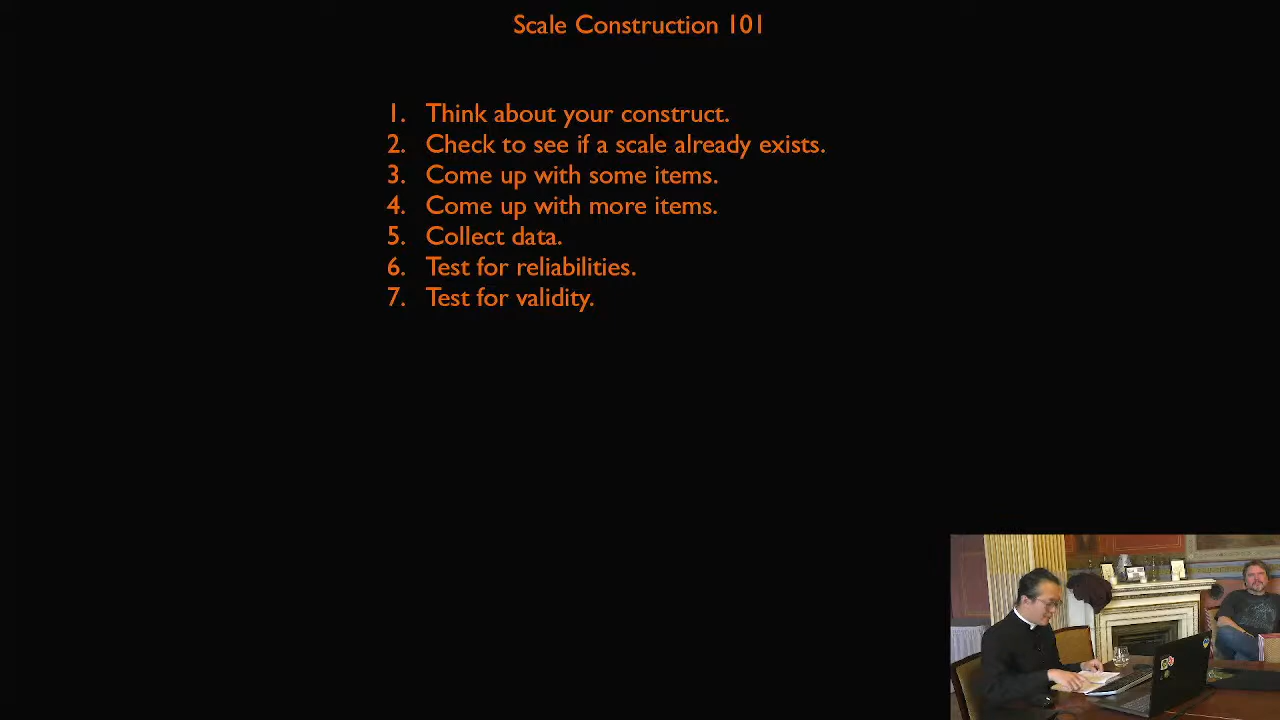 Scale Construction 101
1. Think about your construct.
2. Check to see if a scale already exists.
3. Come up with some items.
4. Come up with more items.
5. Collect data.
6. Test for reliabilities.
7. Test for validity.